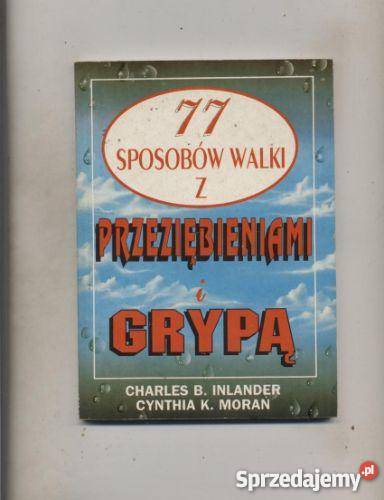 77
SPOSOBÓW WALKI
Z
PRZEZIĘBIENIAMI
i
GRYPĄ
CHARLES B. INLANDER
CYNTHIA K. MORAN
Sprzedajemy.pl